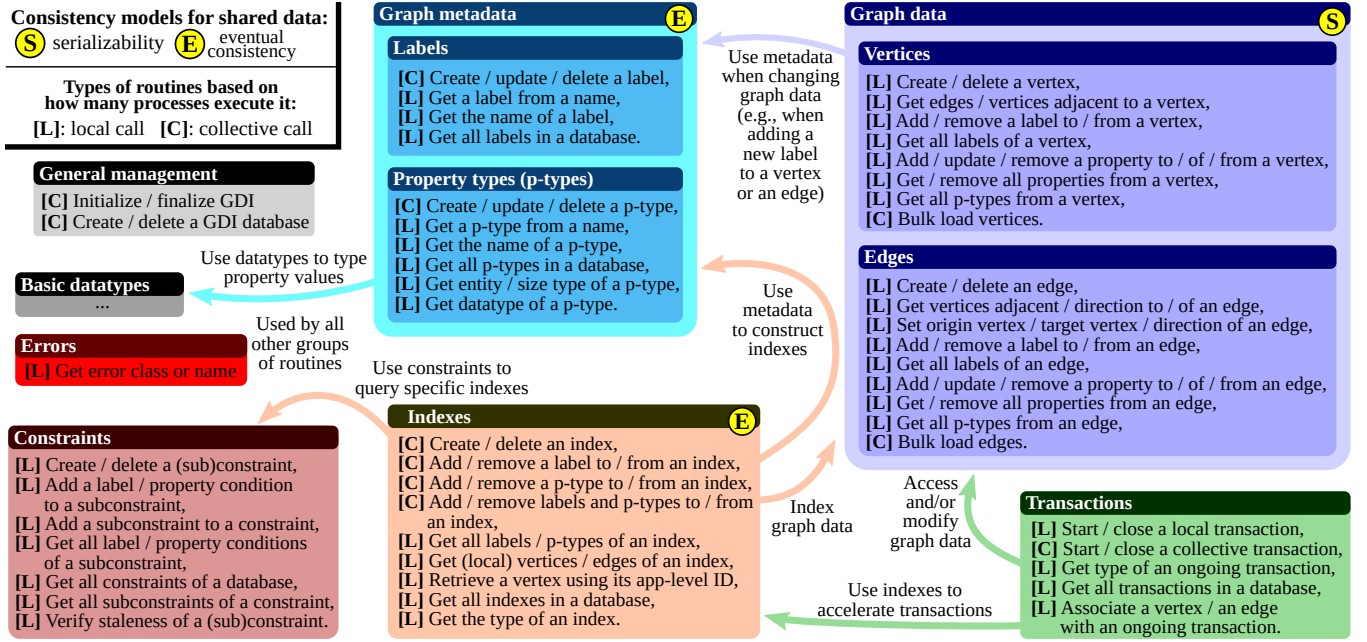 Consistency models for shared data:
S serializability E eventual
consistency
Types of routines based on
how many processes execute it:
[L]: local call [C]: collective call
General management
[C] Initialize / finalize GDI
[C] Create / delete a GDI database
Use datatypes to type
property values
Basic datatypes
...
Errors
[L] Get error class or name
Used by all
other groups
of routines
Use constraints to
query specific indexes
Constraints
[L] Create / delete a (sub)constraint,
[L] Add a label / property condition
to a subconstraint,
[L] Add a subconstraint to a constraint,
[L] Get all label / property conditions
of a subconstraint,
[L] Get all constraints of a database,
[L] Get all subconstraints of a constraint,
[L] Verify staleness of a (sub)constraint.
Graph metadata
E
Labels
[C] Create / update / delete a label,
[L] Get a label from a name,
[L] Get the name of a label,
[L] Get all labels in a database.
Property types (p-types)
[C] Create / update / delete a p-type,
[L] Get a p-type from a name,
[L] Get the name of a p-type,
[L] Get all p-types in a database,
[L] Get entity / size type of a p-type,
[L] Get datatype of a p-type.
Use metadata
when changing
graph data
(e.g., when
adding a
new label
to a vertex
or an edge)
Use
metadata
to construct
indexes
Indexes
E
[C] Create / delete an index,
[C] Add / remove a label to / from an index,
[C] Add / remove a p-type to / from an index,
[C] Add / remove labels and p-types to / from
an index,
[L] Get all labels / p-types of an index,
[L] Get (local) vertices / edges of an index,
[L] Retrieve a vertex using its app-level ID,
[L] Get all indexes in a database,
[L] Get the type of an index.
Index
graph data
Graph data
S
Vertices
[L] Create / delete a vertex,
[L] Get edges / vertices adjacent to a vertex,
[L] Add / remove a label to / from a vertex,
[L] Get all labels of a vertex,
[L] Add / update / remove a property to / of / from a vertex,
[L] Get / remove all properties from a vertex,
[L] Get all p-types from a vertex,
[C] Bulk load vertices.
Edges
[L] Create / delete an edge,
[L] Get vertices adjacent / direction to / of an edge,
[L] Set origin vertex / target vertex / direction of an edge,
[L] Add / remove a label to / from an edge,
[L] Get all labels of an edge,
[L] Add / update / remove a property to / of / from an edge,
[L] Get / remove all properties from an edge,
[L] Get all p-types from an edge,
[C] Bulk load edges.
Access
and/or
modify
graph data
Use indexes to
accelerate transactions
Transactions
[L] Start / close a local transaction,
[C] Start / close a collective transaction,
[L] Get type of an ongoing transaction,
[L] Get all transactions in a database,
[L] Associate a vertex / an edge
with an ongoing transaction.